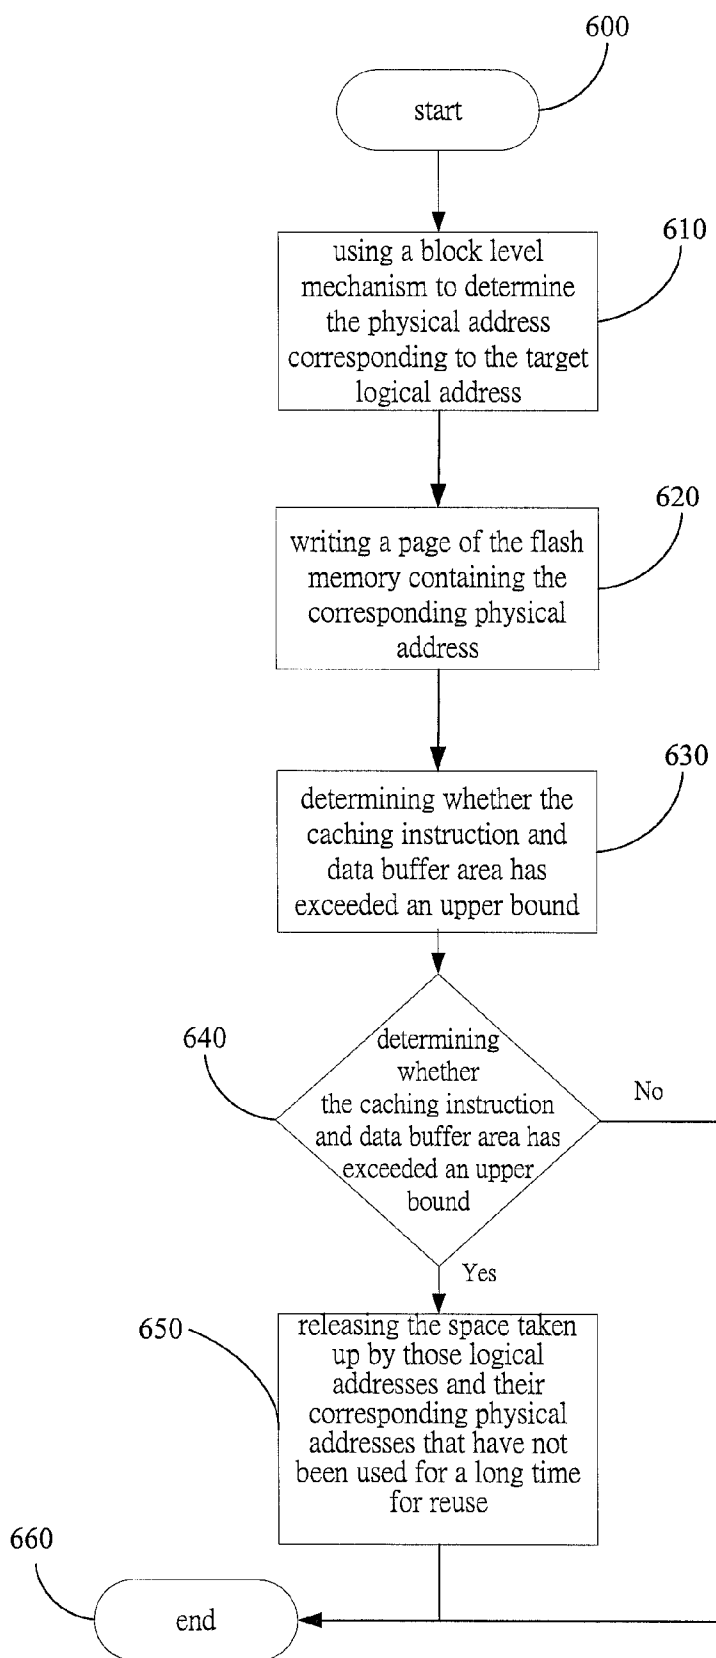 600
start
610
using a block level
mechanism to determine
the physical address
corresponding to the target
logical address
620
writing a page of the flash
memory containing the
corresponding physical
address
630
determining whether the
caching instruction and
data buffer area has
exceeded an upper bound
640
determining
whether
the caching instruction
and data buffer area has
exceeded an upper
bound
No
Yes
650
releasing the space taken
up by those logical
addresses and their
corresponding physical
addresses that have not
been used for a long time
for reuse
660
end